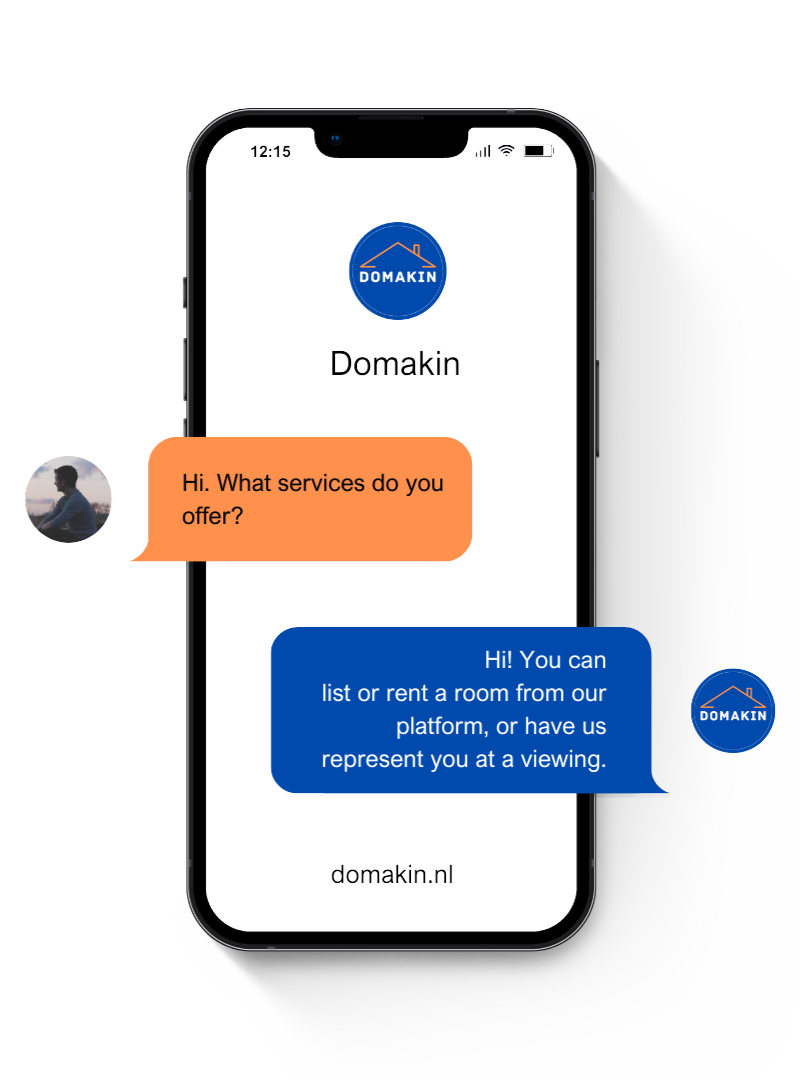 12:15
DOMAKIN
Domakin
Hi. What services do you
offer?
Hi! You can
list or rent a room from our
platform, or have us
represent you at a viewing.
DOMAKIN
domakin.nl